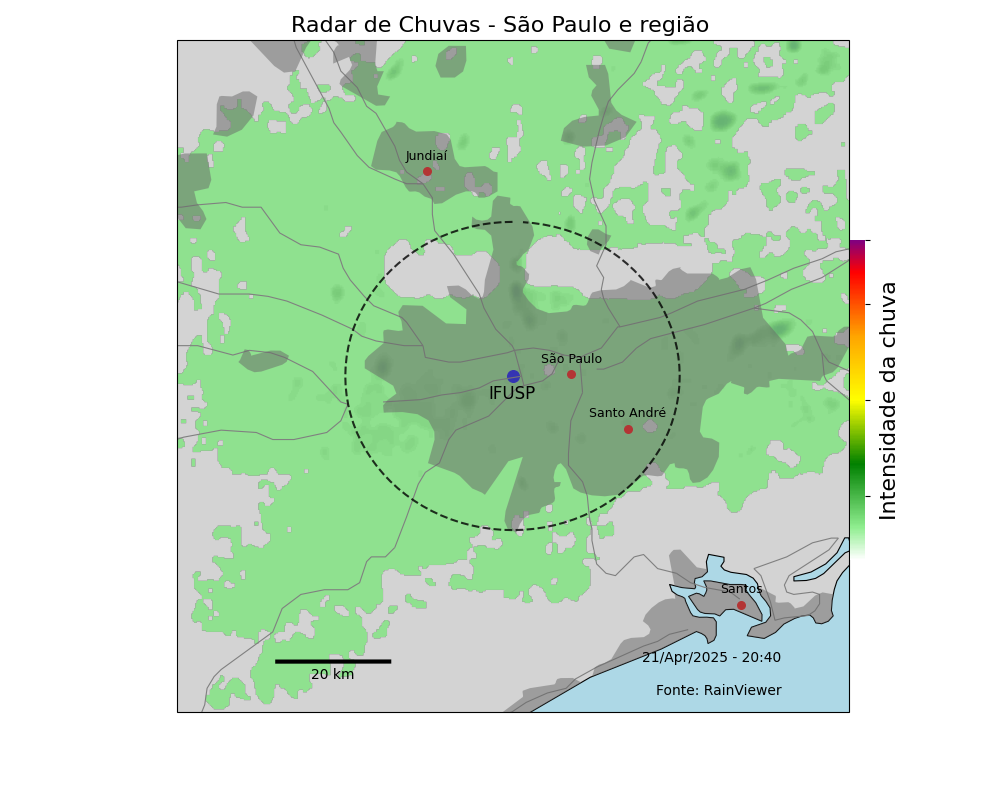 Radar de Chuvas - São Paulo e região
Jundiaí
São Paulo
IFUSP
Santo André
Intensidade da chuva
Santos
21/Apr/2025 - 20:40
20 km
Fonte: RainViewer